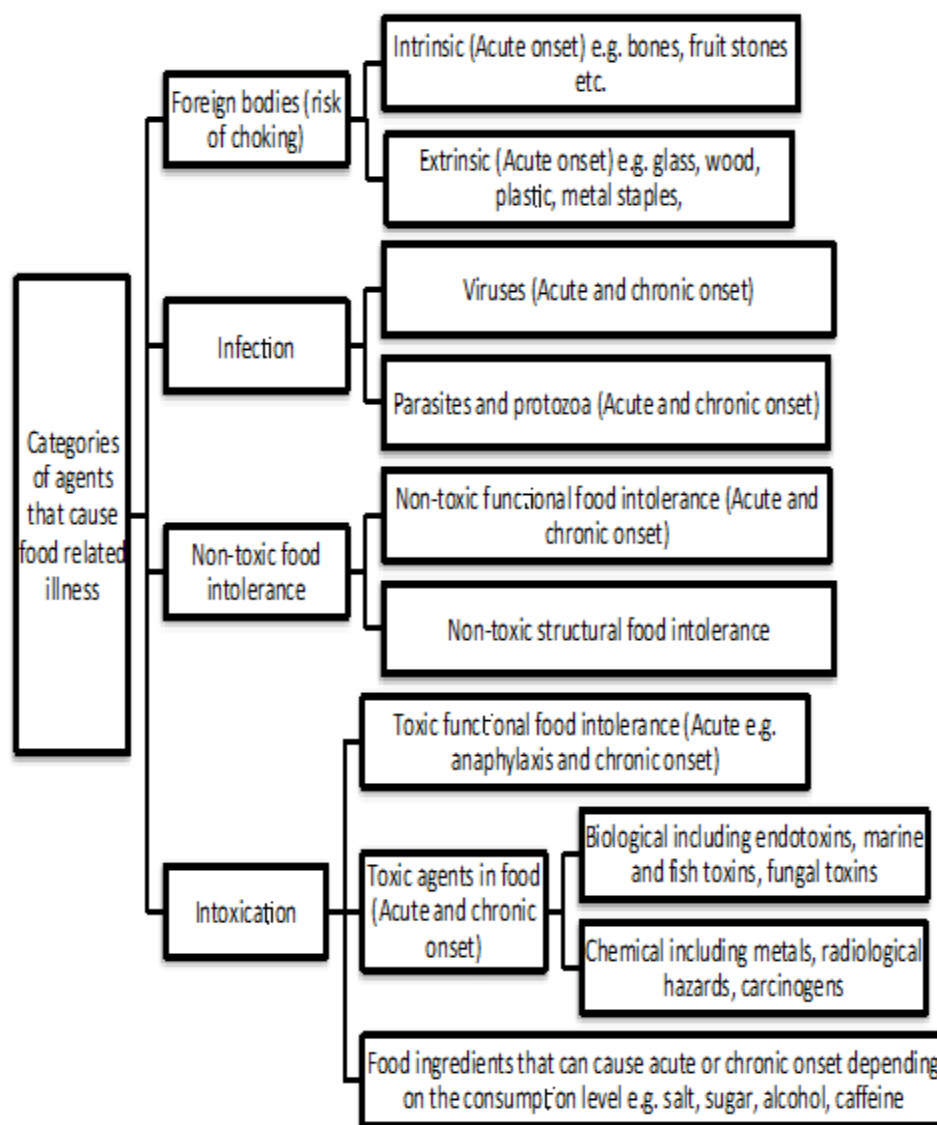 Categories
of agents
that cause
food related
illness
Foreign bodies (risk
of choking)
Intrinsic (Acute onset) e.g. bones, fruit stones
etc.
Extrinsic (Acute onset) e.g. glass, wood,
plastic, metal staples,
Infection
Viruses (Acute and chronic onset)
Parasites and protozoa (Acute and chronic onset)
Non-toxic food
intolerance
Non-toxic functional food intolerance (Acute and
chronic onset)
Non-toxic structural food intolerance
Intoxication
Toxic functional food intolerance (Acute e.g.
anaphylaxis and chronic onset)
Toxic agents in food
(Acute and chronic
onset)
Biological including endotoxins, marine
and fish toxins, fungal toxins
Chemical including metals, radiological
hazards, carcinogens
Food ingredients that can cause acute or chronic onset depending
on the consumption level e.g. salt, sugar, alcohol, caffeine